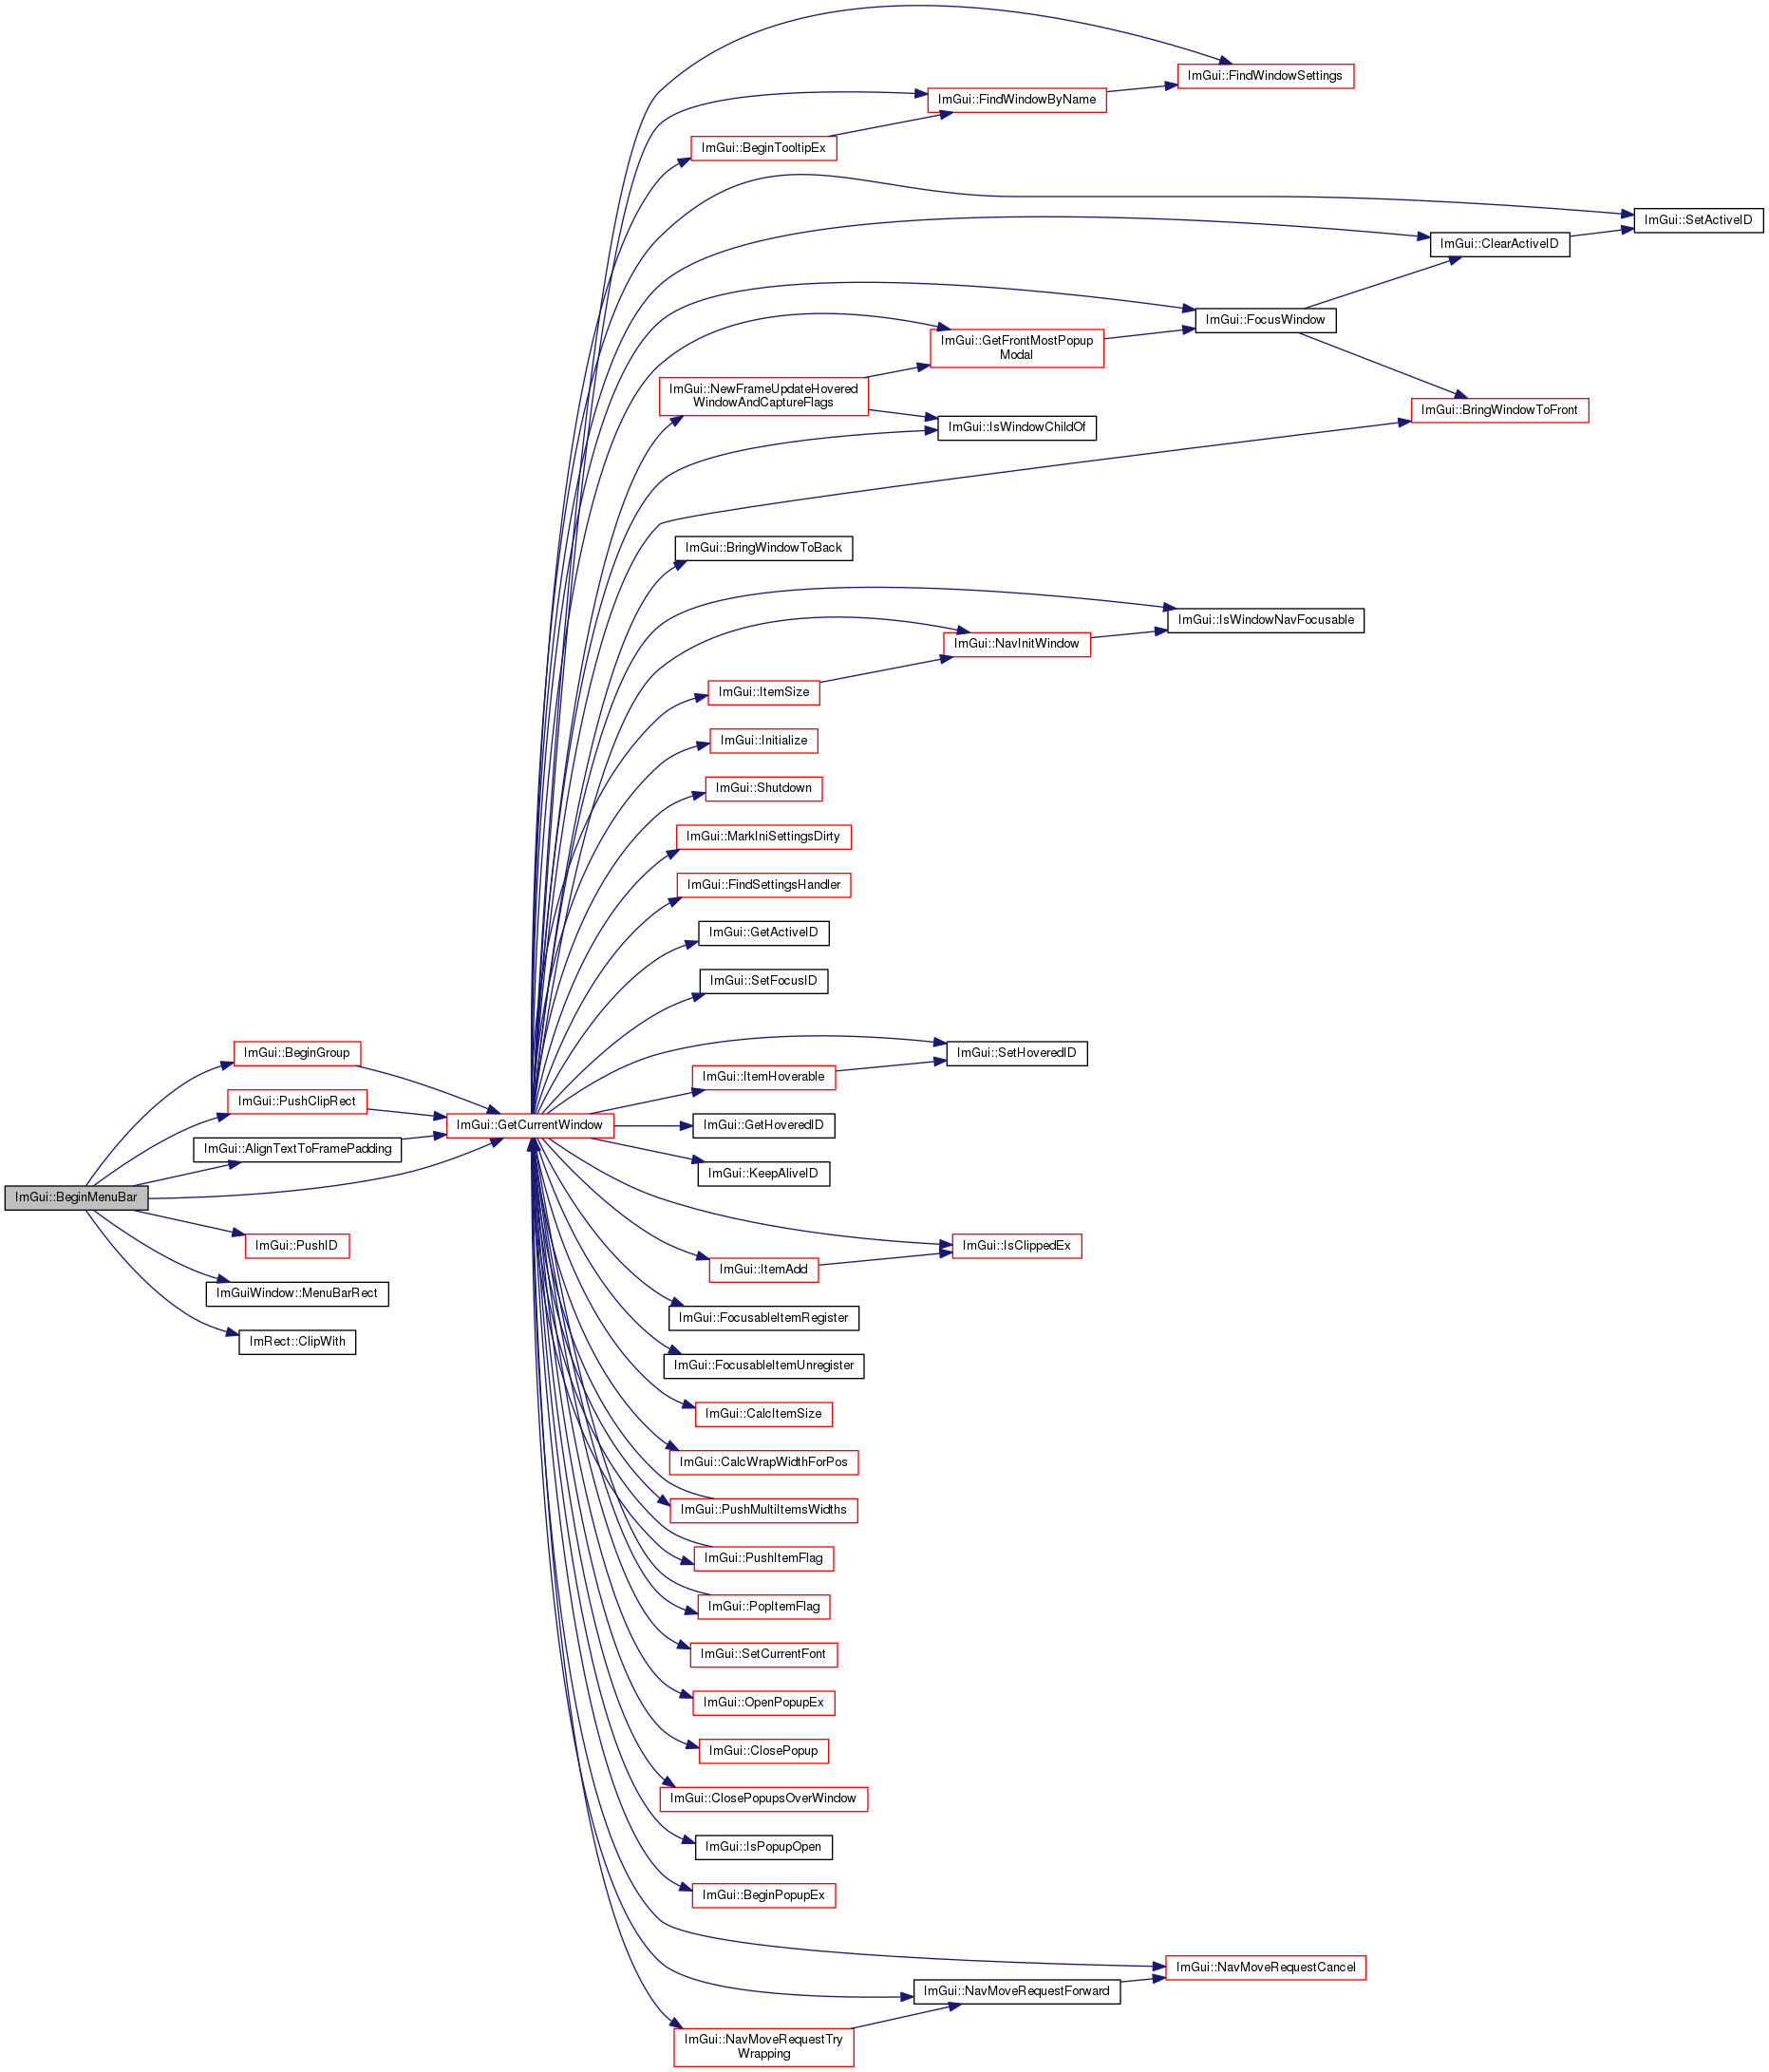 ImGui::FindWindowSettings
ImGui::FindWindowByName
ImGui::BeginTooltipEx
ImGui::SetActiveID
ImGui::ClearActiveID
ImGui::FocusWindow
ImGui::GetFrontMostPopup
Modal
ImGui::NewFrameUpdateHovered
WindowAndCaptureFlags
ImGui::BringWindowToFront
ImGui::IsWindowChildOf
ImGui::BringWindowToBack
ImGui::IsWindowNavFocusable
ImGui::NavInitWindow
ImGui::ItemSize
ImGui::Initialize
ImGui::Shutdown
ImGui::MarkIniSettingsDirty
ImGui::FindSettingsHandler
ImGui::GetActiveID
ImGui::SetFocusID
ImGui::BeginGroup
ImGui::SetHoveredID
ImGui::ItemHoverable
ImGui::PushClipRect
ImGui::GetCurrentWindow
ImGui::GetHoveredID
ImGui::AlignTextToFramePadding
ImGui::KeepAliveID
ImGui::BeginMenuBar
ImGui::PushID
ImGui::IsClippedEx
ImGui::ItemAdd
ImGuiWindow::MenuBarRect
ImGui::FocusableItemRegister
ImRect::ClipWith
ImGui::FocusableItemUnregister
ImGui::CalcItemSize
ImGui::CalcWrapWidthForPos
ImGui::PushMultiItemsWidths
ImGui::PushItemFlag
ImGui::PopItemFlag
ImGui::SetCurrentFont
ImGui::OpenPopupEx
ImGui::ClosePopup
ImGui::ClosePopupsOverWindow
ImGui::IsPopupOpen
ImGui::BeginPopupEx
ImGui::NavMoveRequestCancel
ImGui::NavMoveRequestForward
ImGui::NavMoveRequestTry
Wrapping